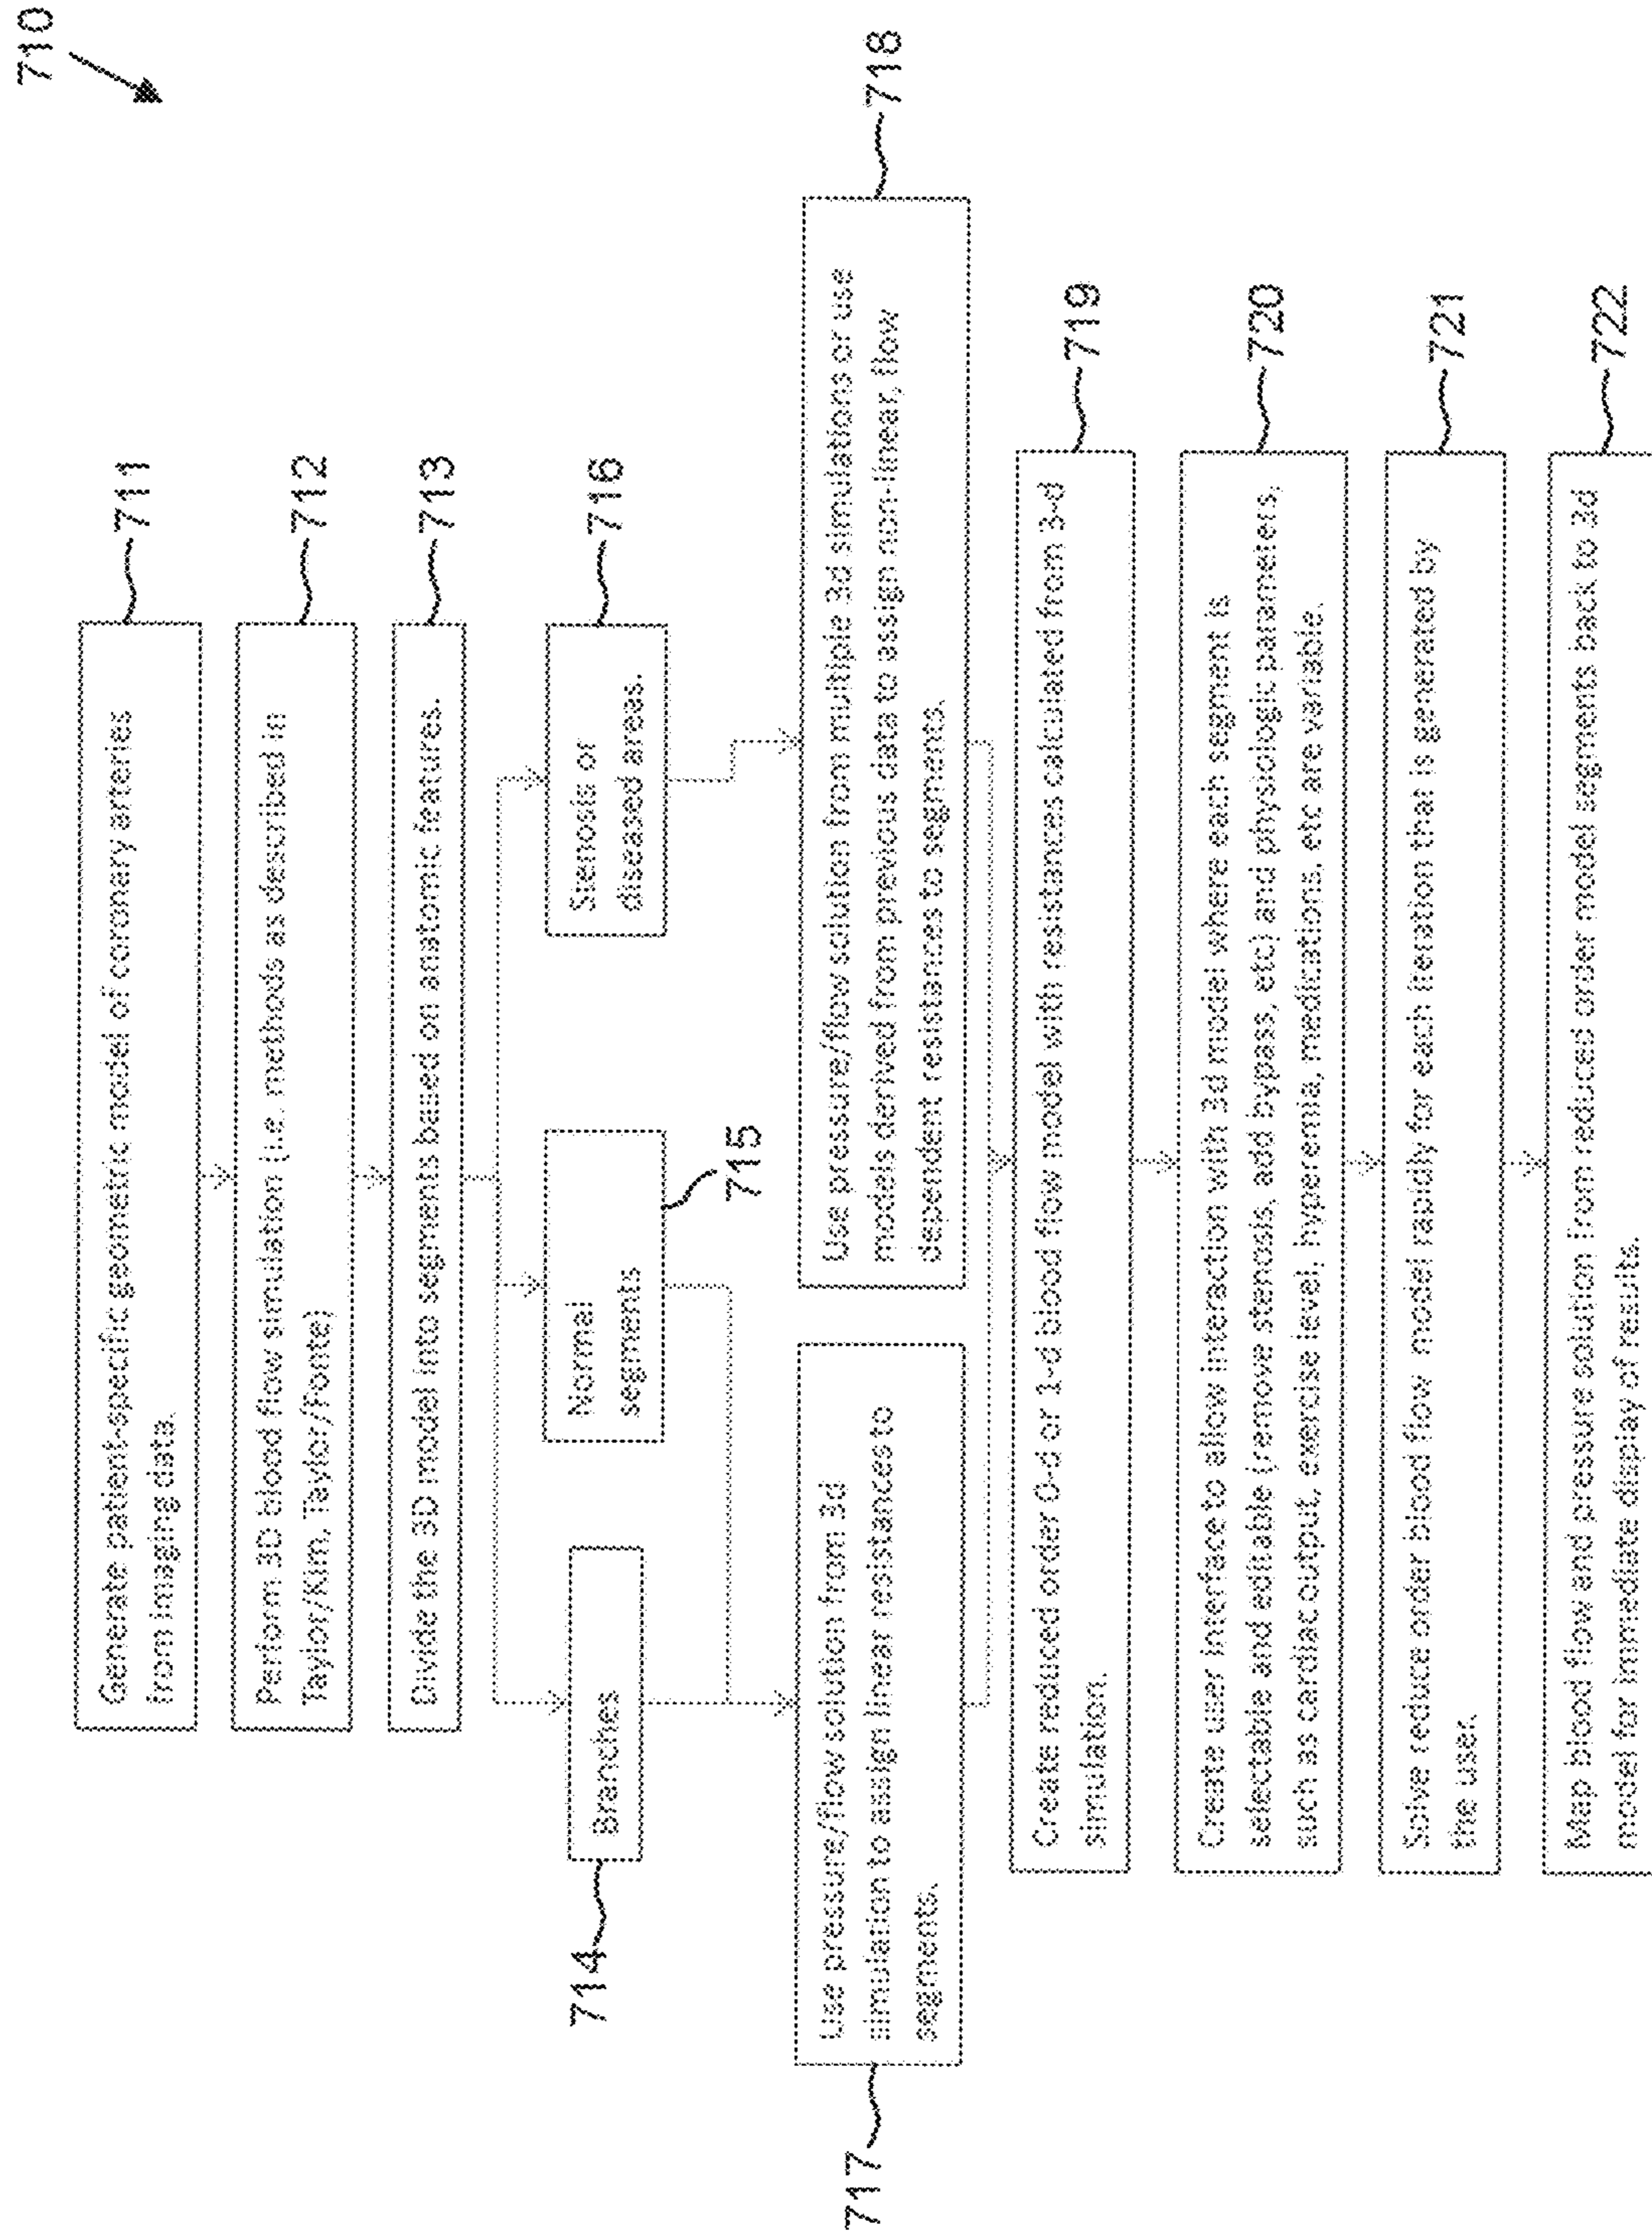 710
Generate patient-specific geometric model of coronary arteries
from imaging data.
711
Perform 3D blood flow simulation (i.e. methods as described in
Taylor/Kim, Taylor/Fonte)
712
Divide the 3D model into segments based on anatomic features.
713
714
Branches
Normal
segments
715
Stenosis or
diseased areas.
716
717
Use pressure/flow solution from 3d
simulation to assign linear resistances to
segments.
Use pressure/flow solution from multiple 3d simulations or use
models derived from previous data to assign non-linear, flow
dependent resistances to segments.
718
Create reduced order 0-d or 1-d blood flow model with resistances calculated from 3-d
simulation.
719
Create user interface to allow interaction with 3d model where each segment is
selectable and editable (remove stenosis, add bypass, etc) and physiologic parameters,
such as cardiac output, exercise level, hyperemia, medications, etc are variable.
720
Solve reduce order blood flow model rapidly for each iteration that is generated by
the user.
721
Map blood flow and pressure solution from reduced order model segments back to 3d
model for immediate display of results.
722